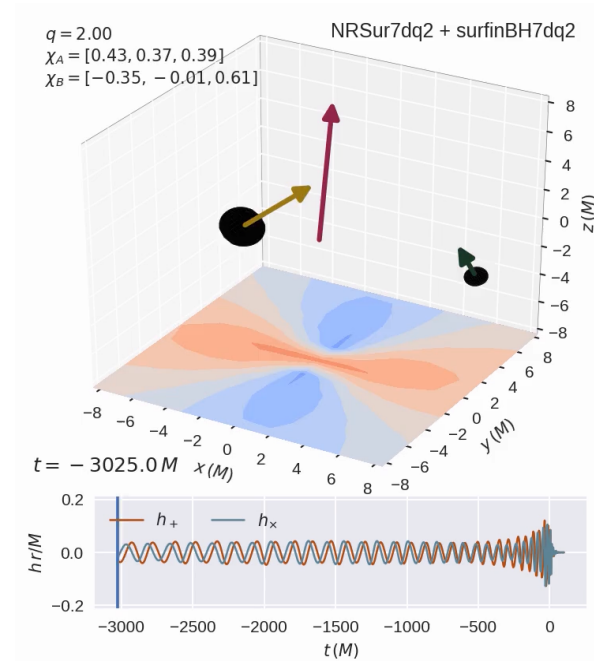 NRSur7dq2 + surfinBH7dq2
q = 2.00
χ_A = [0.43, 0.37, 0.39]
χ_B = [−0.35, −0.01, 0.61]
8
6
4
2
0
−2
−4
−6
−8
z (M)
−8
−6
−4
−2
0
2
4
6
8
x (M)
−8
−6
−4
−2
0
2
4
6
8
y (M)
t = − 3025.0 M
0.2
0.0
−0.2
h r/M
h_+
h_×
−3000 −2500 −2000 −1500 −1000 −500 0
t (M)